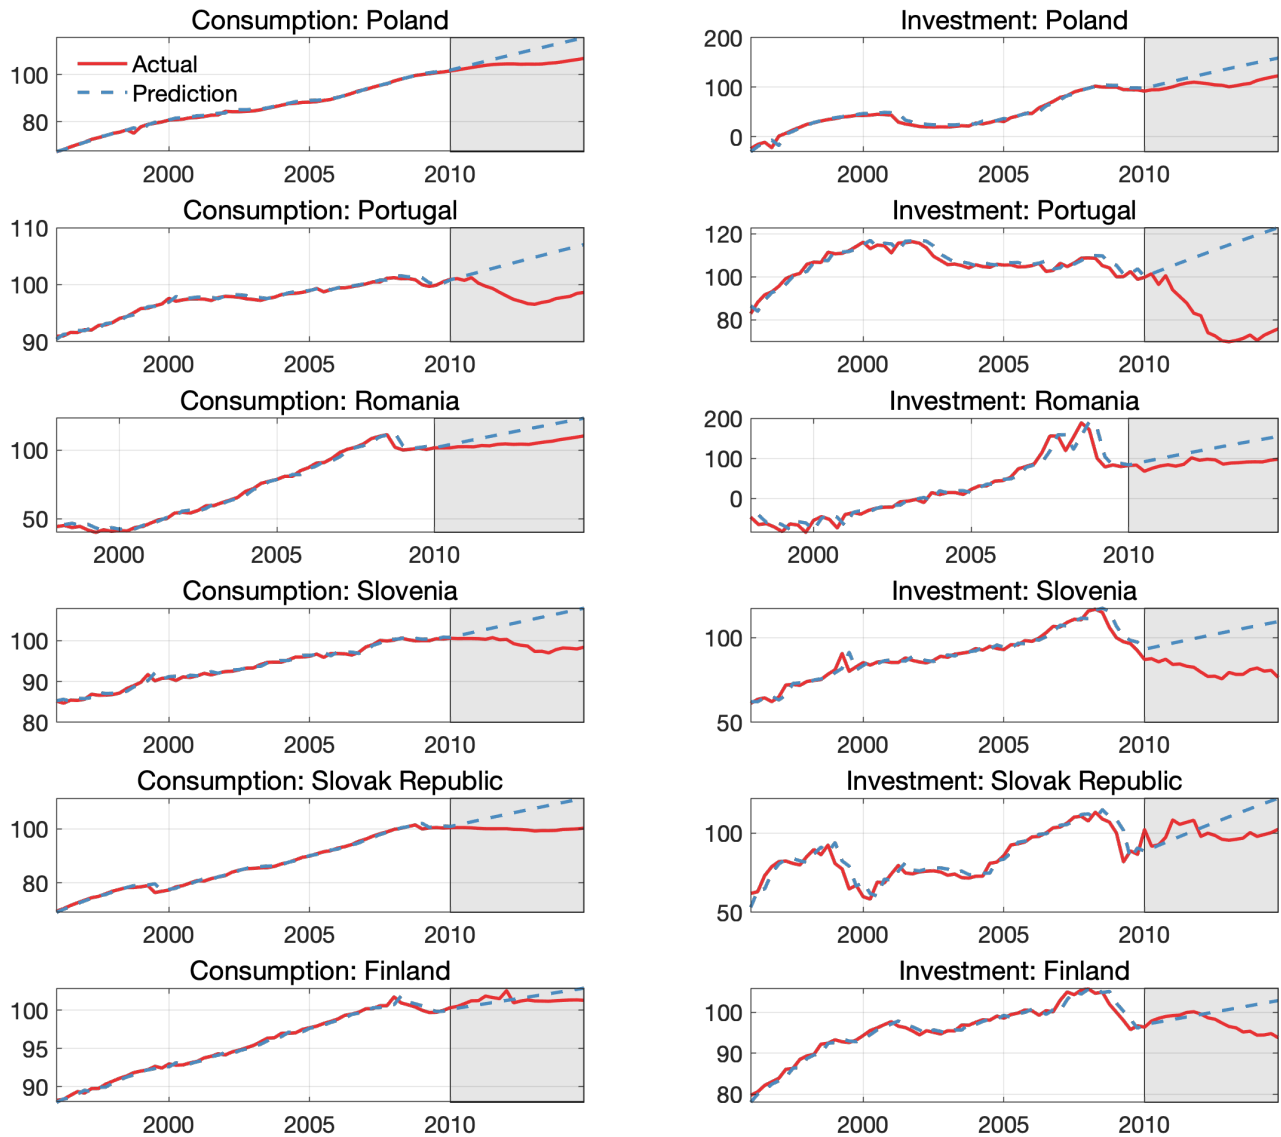 Consumption: Poland
Actual
Prediction
100
80
2000 2005 2010
Investment: Poland
200
100
0
2000 2005 2010
Consumption: Portugal
110
100
90
2000 2005 2010
Investment: Portugal
120
100
80
2000 2005 2010
Consumption: Romania
100
50
2000 2005 2010
Investment: Romania
200
100
0
2000 2005 2010
Consumption: Slovenia
100
90
80
2000 2005 2010
Investment: Slovenia
100
50
2000 2005 2010
Consumption: Slovak Republic
100
80
2000 2005 2010
Investment: Slovak Republic
100
50
2000 2005 2010
Consumption: Finland
100
95
90
2000 2005 2010
Investment: Finland
100
90
80
2000 2005 2010